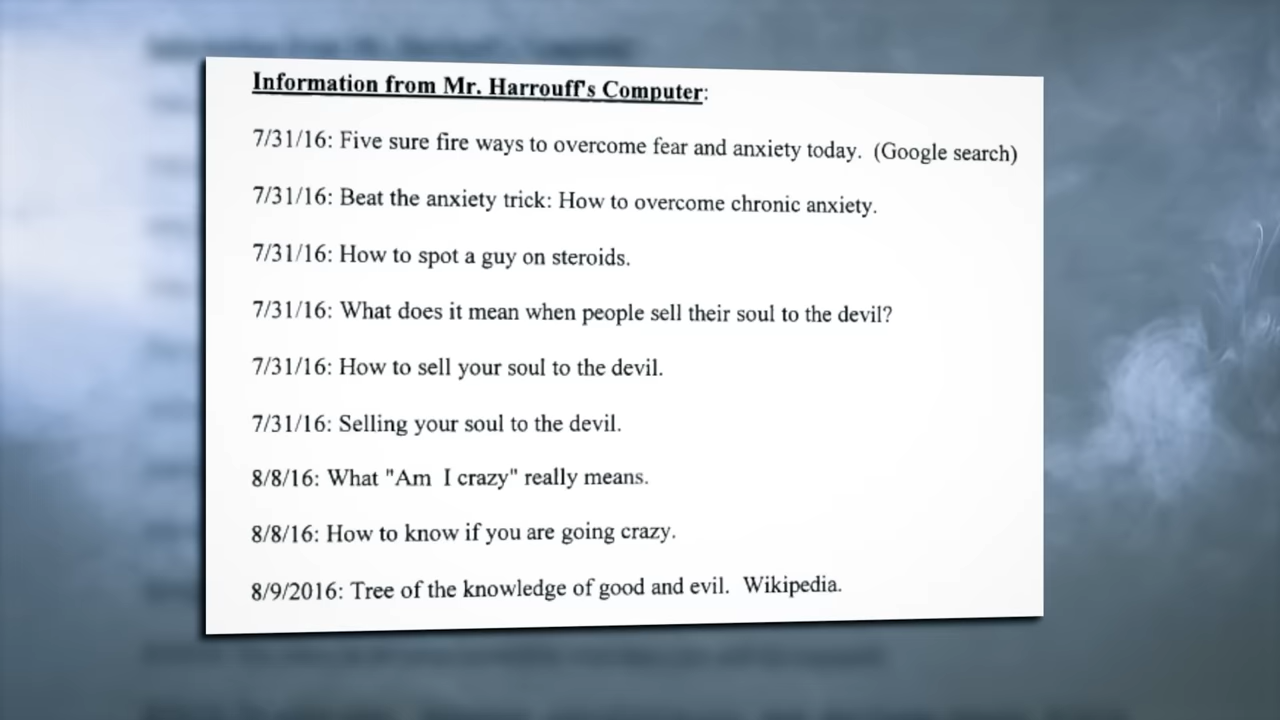 Information from Mr. Harrouff's Computer:
7/31/16: Five sure fire ways to overcome fear and anxiety today. (Google search)
7/31/16: Beat the anxiety trick: How to overcome chronic anxiety.
7/31/16: How to spot a guy on steroids.
7/31/16: What does it mean when people sell their soul to the devil?
7/31/16: How to sell your soul to the devil.
7/31/16: Selling your soul to the devil.
8/8/16: What "Am I crazy" really means.
8/8/16: How to know if you are going crazy.
8/9/2016: Tree of the knowledge of good and evil. Wikipedia.